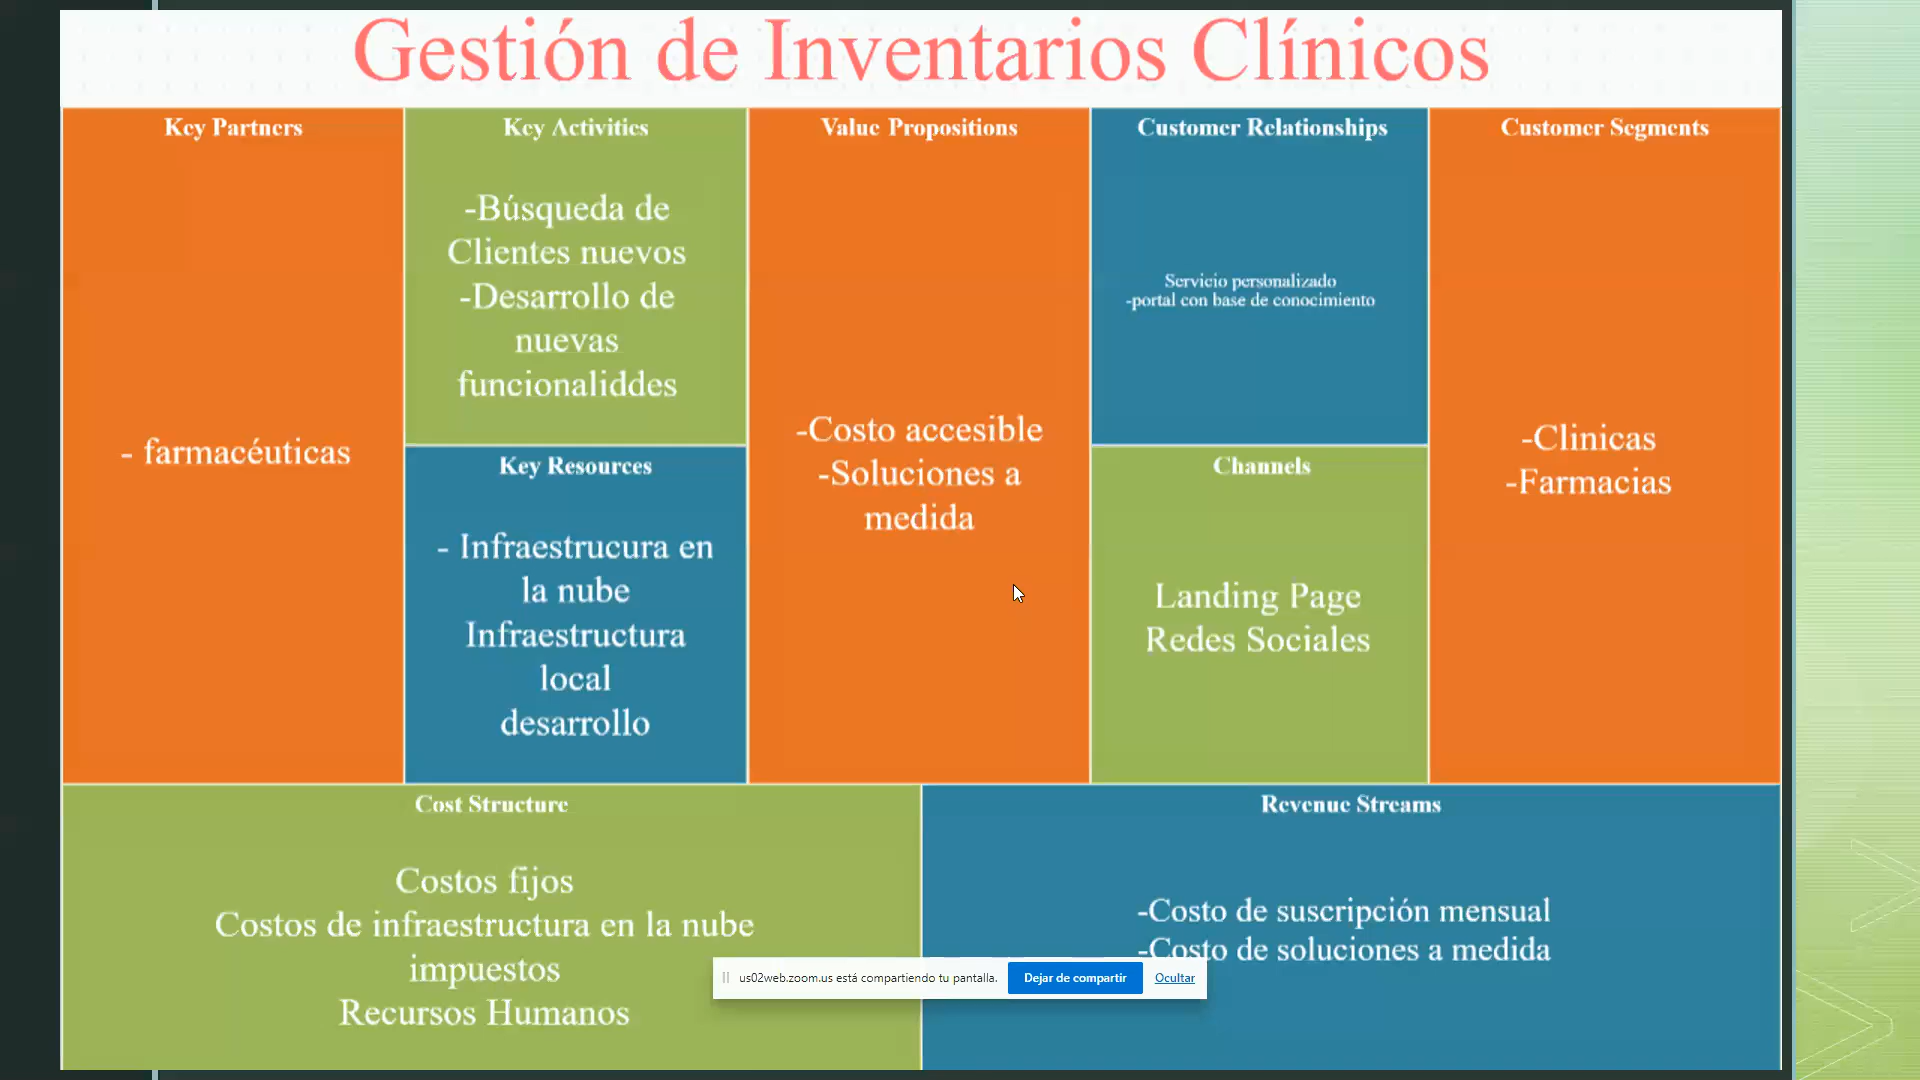 Gestión de Inventarios Clínicos
Key Partners
- farmacéuticas
Key Activities
-Búsqueda de
Clientes nuevos
-Desarrollo de
nuevas
funcionaliddes
Key Resources
- Infraestrucura en
la nube
Infraestructura
local
desarrollo
Value Propositions
-Costo accesible
-Soluciones a
medida
Customer Relationships
Servicio personalizado
-portal con base de conocimiento
Channels
Landing Page
Redes Sociales
Customer Segments
-Clinicas
-Farmacias
Cost Structure
Costos fijos
Costos de infraestructura en la nube
impuestos
Recursos Humanos
Revenue Streams
-Costo de suscripción mensual
-Costo de soluciones a medida
us02web.zoom.us está compartiendo tu pantalla.
Dejar de compartir
Ocultar